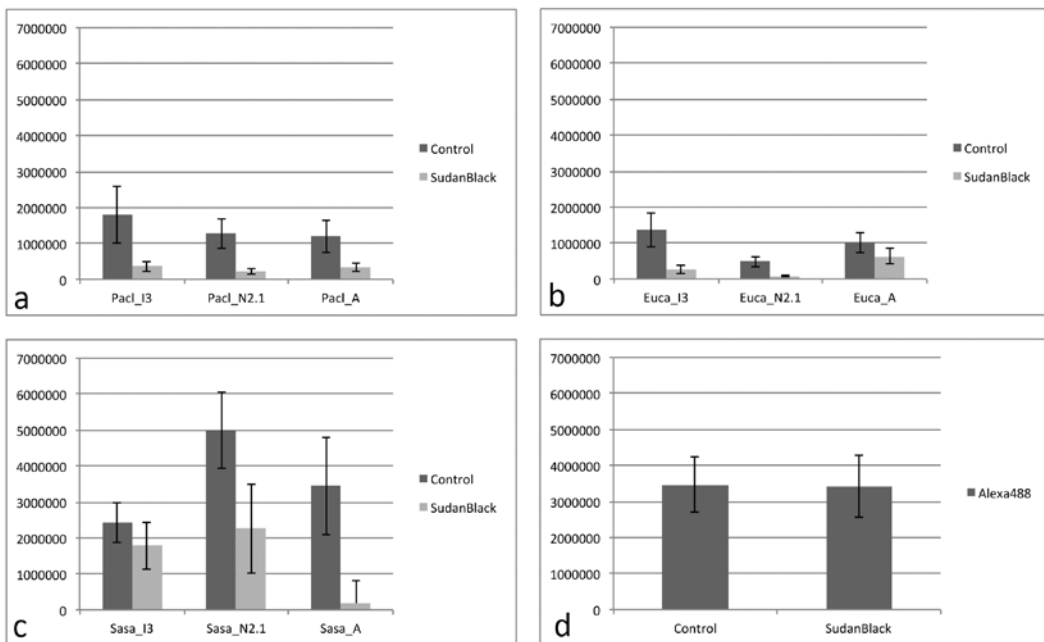 7000000
6000000
5000000
4000000
3000000
2000000
1000000
0
Pacl_I3 Pacl_N2.1 Pacl_A
Control
SudanBlack
a
7000000
6000000
5000000
4000000
3000000
2000000
1000000
0
Euca_I3 Euca_N2.1 Euca_A
Control
SudanBlack
b
7000000
6000000
5000000
4000000
3000000
2000000
1000000
0
Sasa_I3 Sasa_N2.1 Sasa_A
Control
SudanBlack
c
7000000
6000000
5000000
4000000
3000000
2000000
1000000
0
Control SudanBlack
Alexa488
d